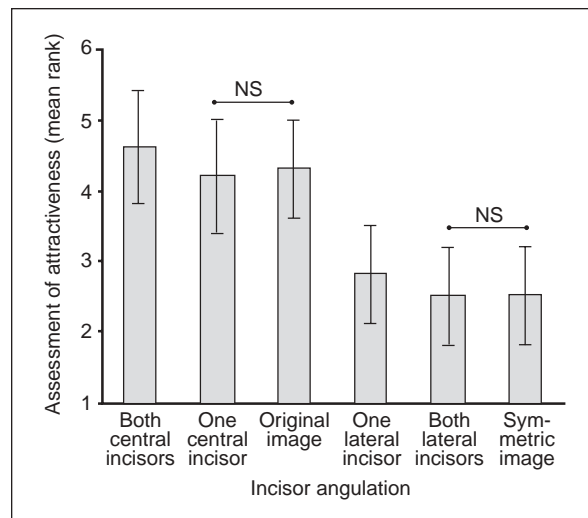 Assessment of attractiveness (mean rank)
6
5
4
3
2
1
NS
NS
Both
central
incisors
One
central
incisor
Original
image
One
lateral
incisor
Both
lateral
incisors
Sym-
metric
image
Incisor angulation